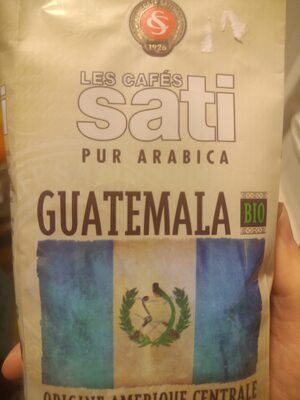 1926
LES CAFÉS
sati
PUR ARABICA
GUATEMALA BIO
ORIGINE AMERIQUE CENTRALE